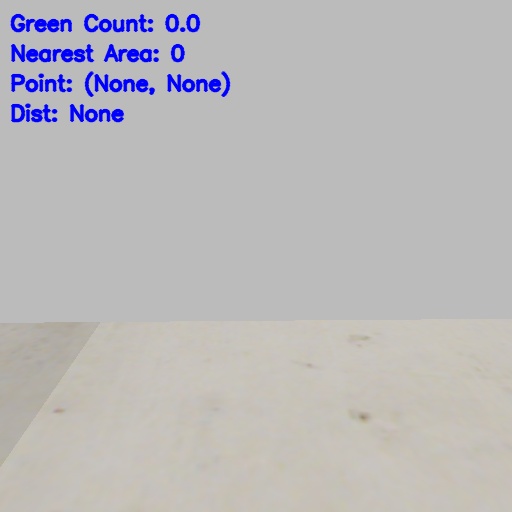 Green Count: 0.0
Nearest Area: 0
Point: (None, None)
Dist: None